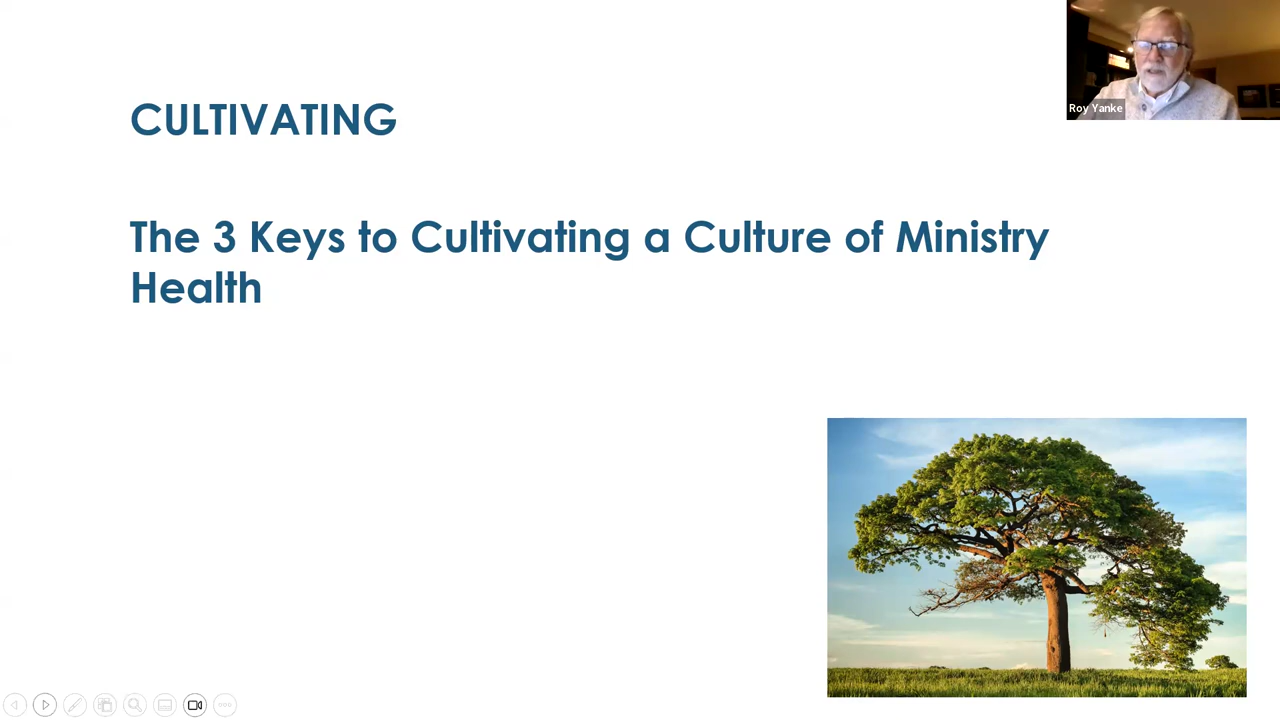 Roy Yanke
CULTIVATING
The 3 Keys to Cultivating a Culture of Ministry
Health